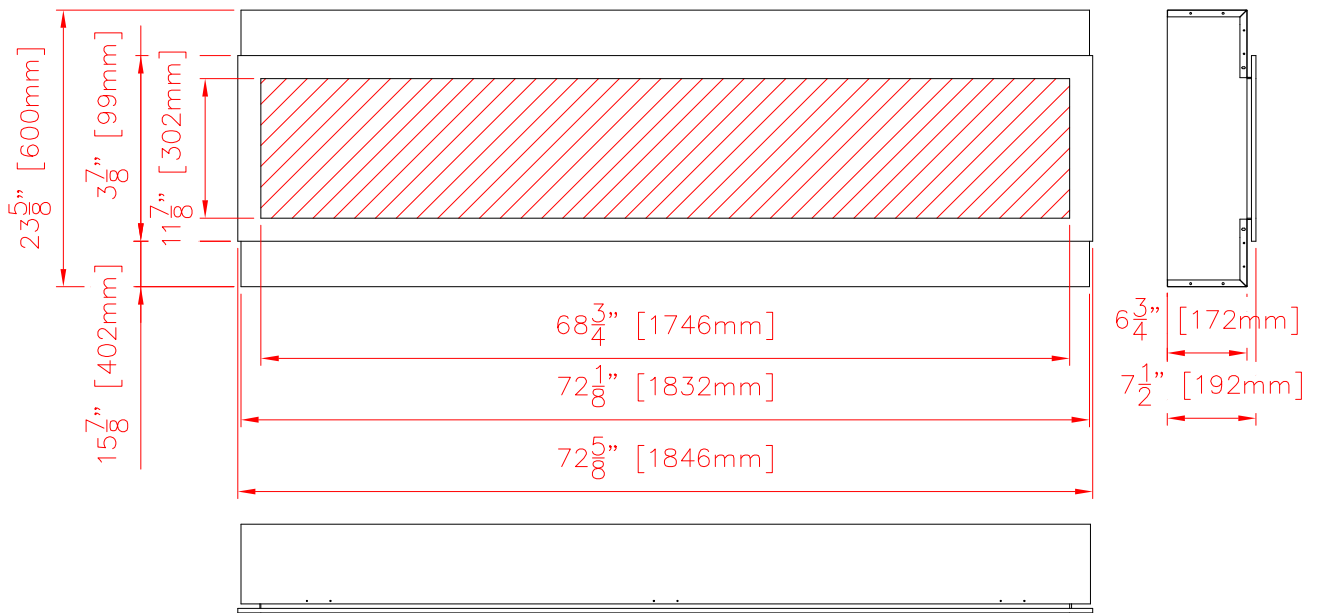 23 5/8” [600mm]
3 7/8” [99mm]
11 7/8” [302mm]
15 7/8” [402mm]
68 3/4” [1746mm]
72 1/8” [1832mm]
72 5/8” [1846mm]
6 3/4” [172mm]
7 1/2” [192mm]